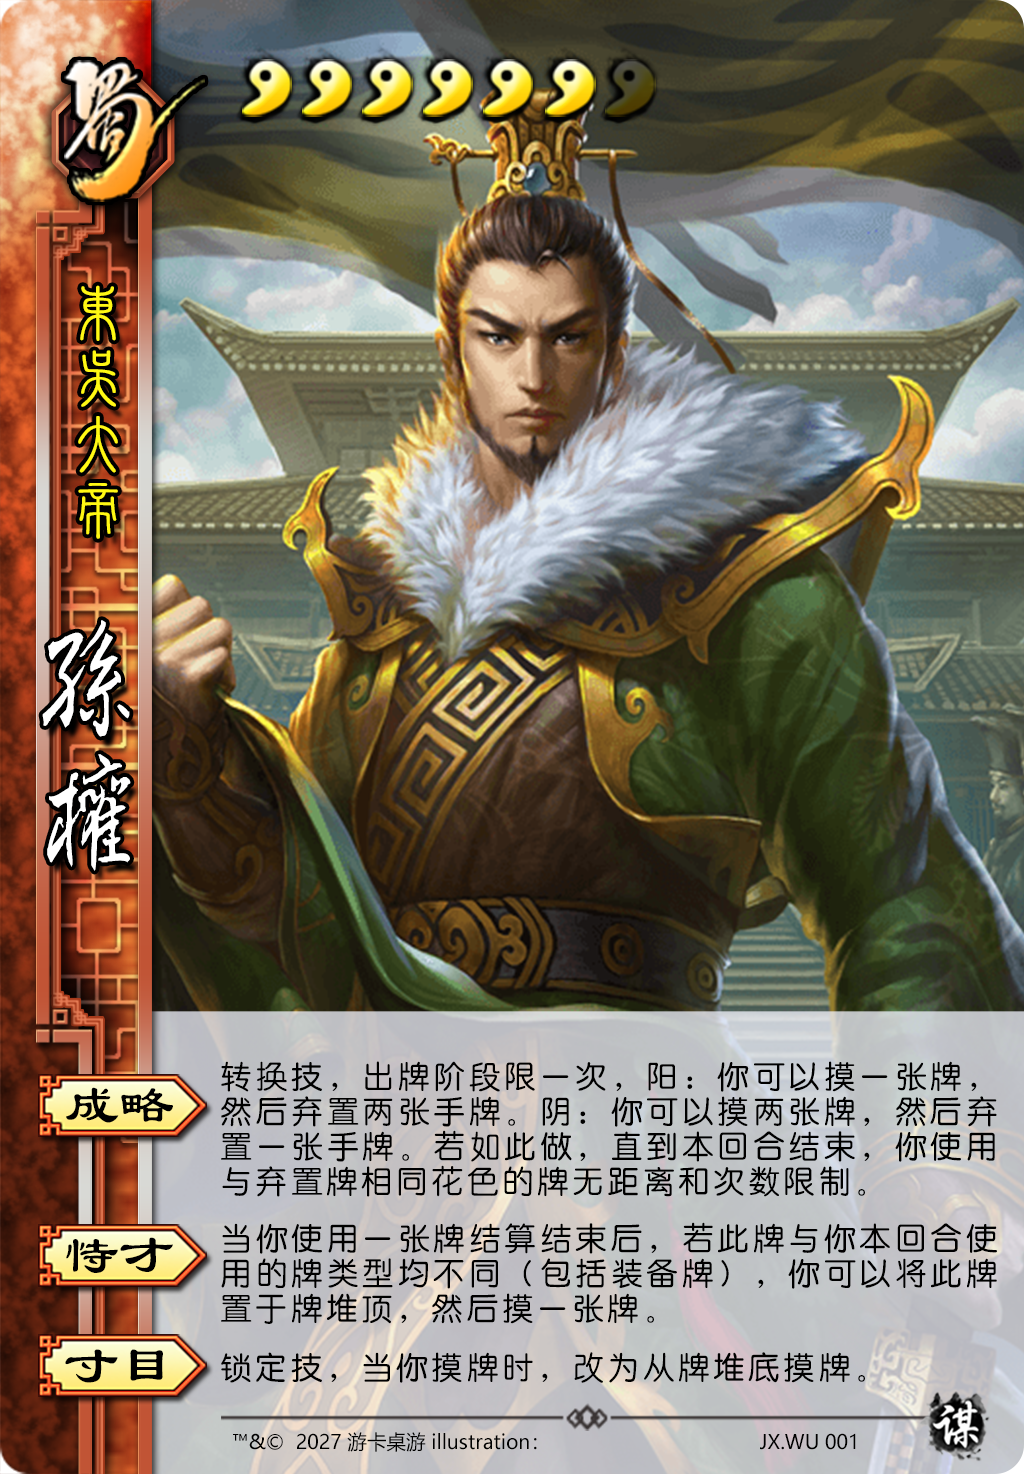 蜀
東吳大帝
孫權
成略
转换技，出牌阶段限一次，阳：你可以摸一张牌，
然后弃置两张手牌。阴：你可以摸两张牌，然后弃
置一张手牌。若如此做，直到本回合结束，你使用
与弃置牌相同花色的牌无距离和次数限制。
恃才
当你使用一张牌结算结束后，若此牌与你本回合使
用的牌类型均不同（包括装备牌），你可以将此牌
置于牌堆顶，然后摸一张牌。
寸目
锁定技，当你摸牌时，改为从牌堆底摸牌。
™&© 2027 游卡桌游 illustration: JX.WU 001
谋